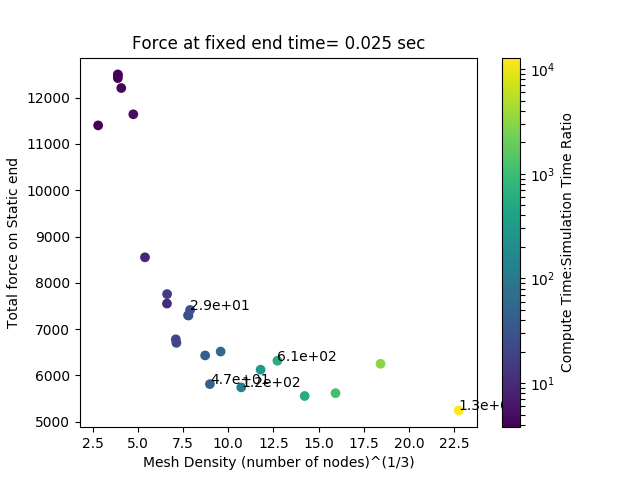 Force at fixed end time= 0.025 sec
Total force on Static end
12000
11000
10000
9000
8000
7000
6000
5000
2.9e+01
6.1e+02
4.7e+01
1.2e+02
2.5
5.0
7.5
10.0
12.5
15.0
17.5
20.0
22.5
Mesh Density (number of nodes)^(1/3)
10^4
10^3
10^2
10^1
Compute Time:Simulation Time Ratio